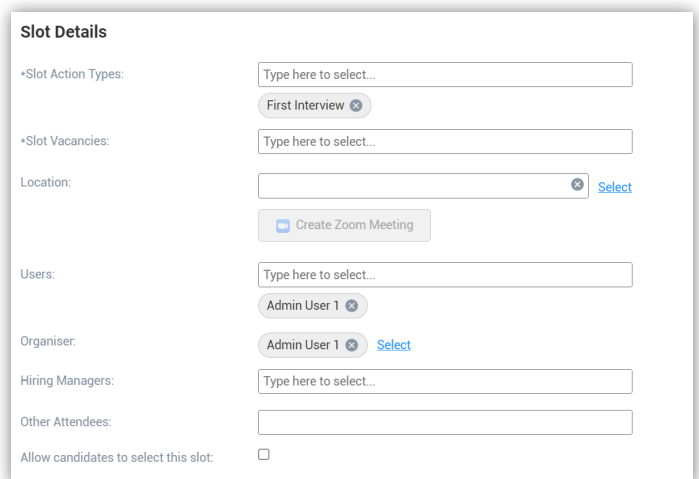 Slot Details
*Slot Action Types: Type here to select...
First Interview
*Slot Vacancies: Type here to select...
Location: Select
Create Zoom Meeting
Users: Type here to select...
Admin User 1
Organiser: Admin User 1 Select
Hiring Managers: Type here to select...
Other Attendees:
Allow candidates to select this slot: